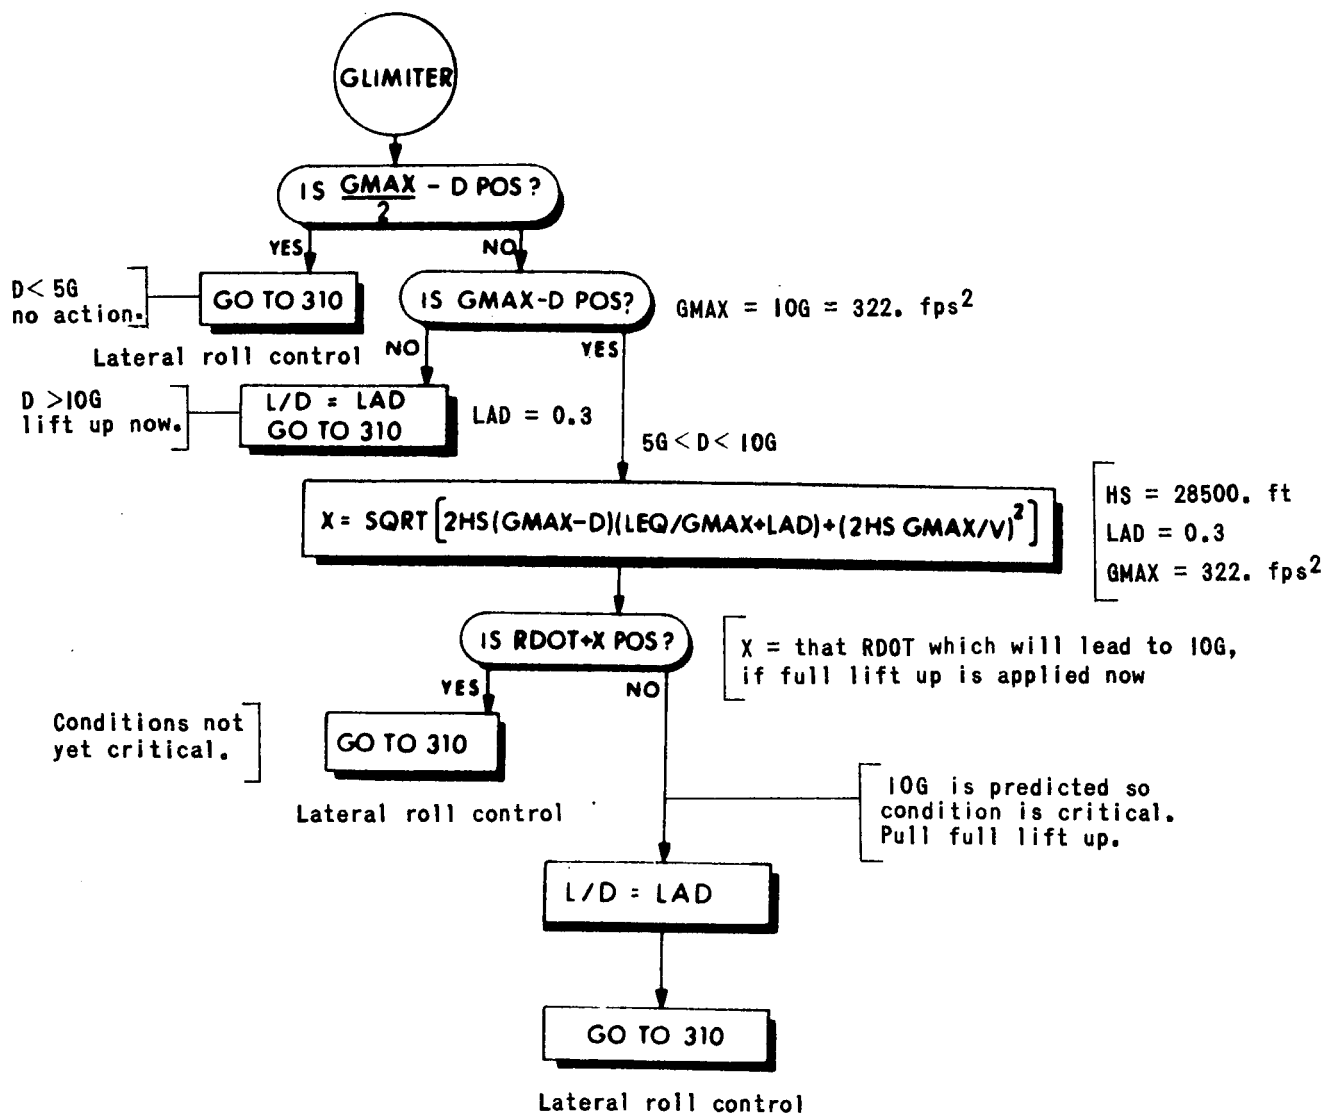 GLIMITER
IS GMAX/2 - D POS?
YES
NO
D< 5G
no action.
GO TO 310
Lateral roll control
IS GMAX-D POS?
GMAX = 10G = 322. fps²
NO
YES
D >10G
lift up now.
L/D = LAD
GO TO 310
LAD = 0.3
5G < D < 10G
X = SQRT [2HS(GMAX-D)(LEQ/GMAX+LAD)+(2HS GMAX/V)²]
HS = 28500. ft
LAD = 0.3
GMAX = 322. fps²
IS RDOT+X POS?
X = that RDOT which will lead to 10G,
if full lift up is applied now
YES
NO
Conditions not
yet critical.
GO TO 310
Lateral roll control
10G is predicted so
condition is critical.
Pull full lift up.
L/D = LAD
GO TO 310
Lateral roll control